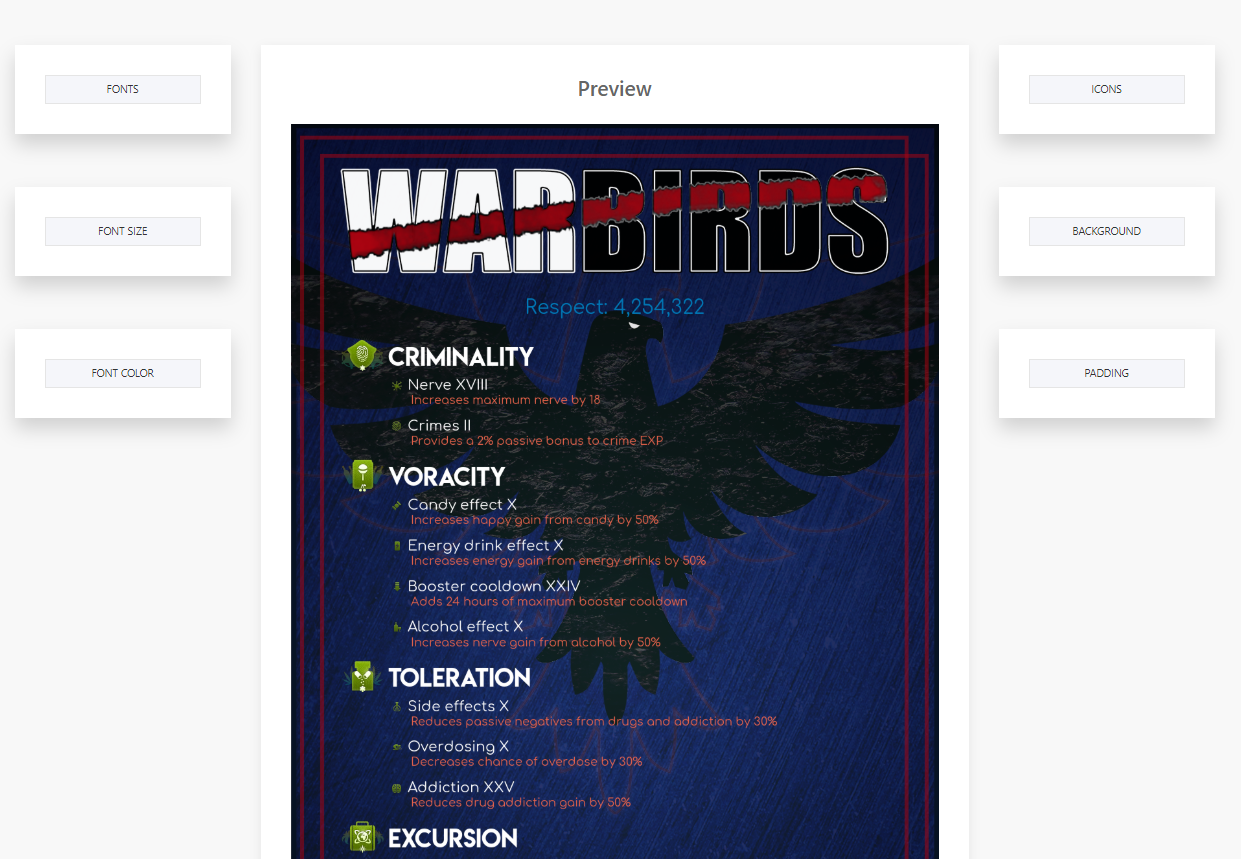 FONTS
FONT SIZE
FONT COLOR
Preview
WARBIRDS
Respect: 4,254,322
CRIMINALITY
Nerve XVIII
Increases maximum nerve by 18
Crimes II
Provides a 2% passive bonus to crime EXP
VORACITY
Candy effect X
Increases happy gain from candy by 50%
Energy drink effect X
Increases energy gain from energy drinks by 50%
Booster cooldown XXIV
Adds 24 hours of maximum booster cooldown
Alcohol effect X
Increases nerve gain from alcohol by 50%
TOLERATION
Side effects X
Reduces passive negatives from drugs and addiction by 30%
Overdosing X
Decreases chance of overdose by 30%
Addiction XXV
Reduces drug addiction gain by 50%
EXCURSION
ICONS
BACKGROUND
PADDING